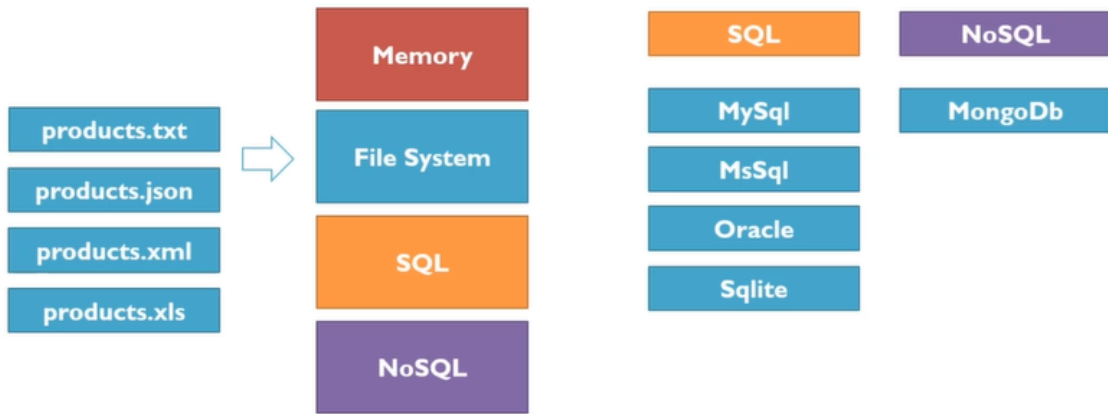 products.txt
products.json
products.xml
products.xls
Memory
File System
SQL
NoSQL
SQL
MySql
MsSql
Oracle
Sqlite
NoSQL
MongoDb